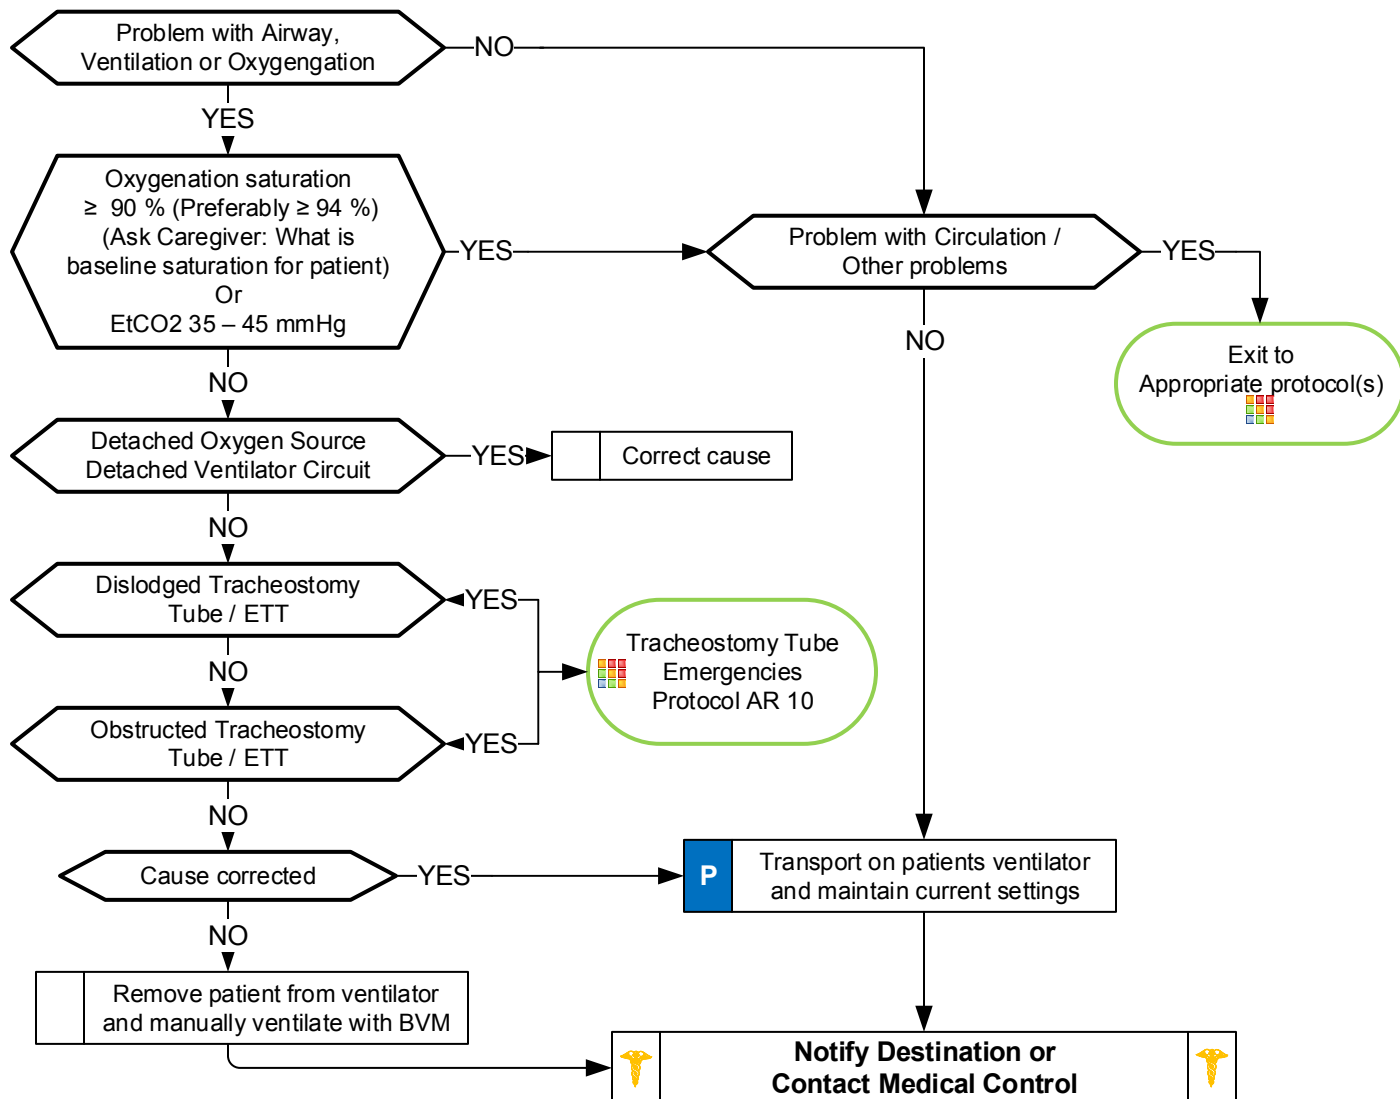 Problem with Airway,
Ventilation or Oxygengation
NO
YES
Oxygenation saturation
≥ 90 % (Preferably ≥ 94 %)
(Ask Caregiver: What is
baseline saturation for patient)
Or
EtCO2 35 – 45 mmHg
YES
Problem with Circulation /
Other problems
YES
NO
Exit to
Appropriate protocol(s)
NO
Detached Oxygen Source
Detached Ventilator Circuit
YES
Correct cause
NO
Dislodged Tracheostomy
Tube / ETT
YES
Tracheostomy Tube
Emergencies
Protocol AR 10
NO
Obstructed Tracheostomy
Tube / ETT
YES
NO
Cause corrected
YES
P
Transport on patients ventilator
and maintain current settings
NO
Remove patient from ventilator
and manually ventilate with BVM
Notify Destination or
Contact Medical Control